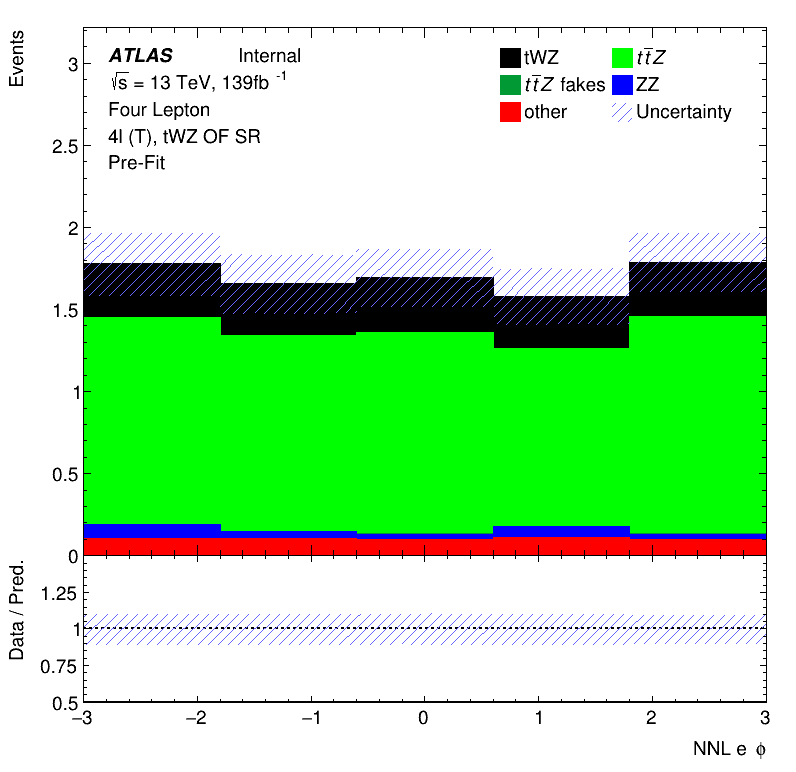 Events
ATLAS Internal
√s = 13 TeV, 139fb -1
Four Lepton
4l (T), tWZ OF SR
Pre-Fit
tWZ
tt̄Z
tt̄Z fakes
ZZ
other
Uncertainty
3
2.5
2
1.5
1
0.5
0
Data / Pred.
1.25
1
0.75
0.5
−3 −2 −1 0 1 2 3
NNL e ϕ